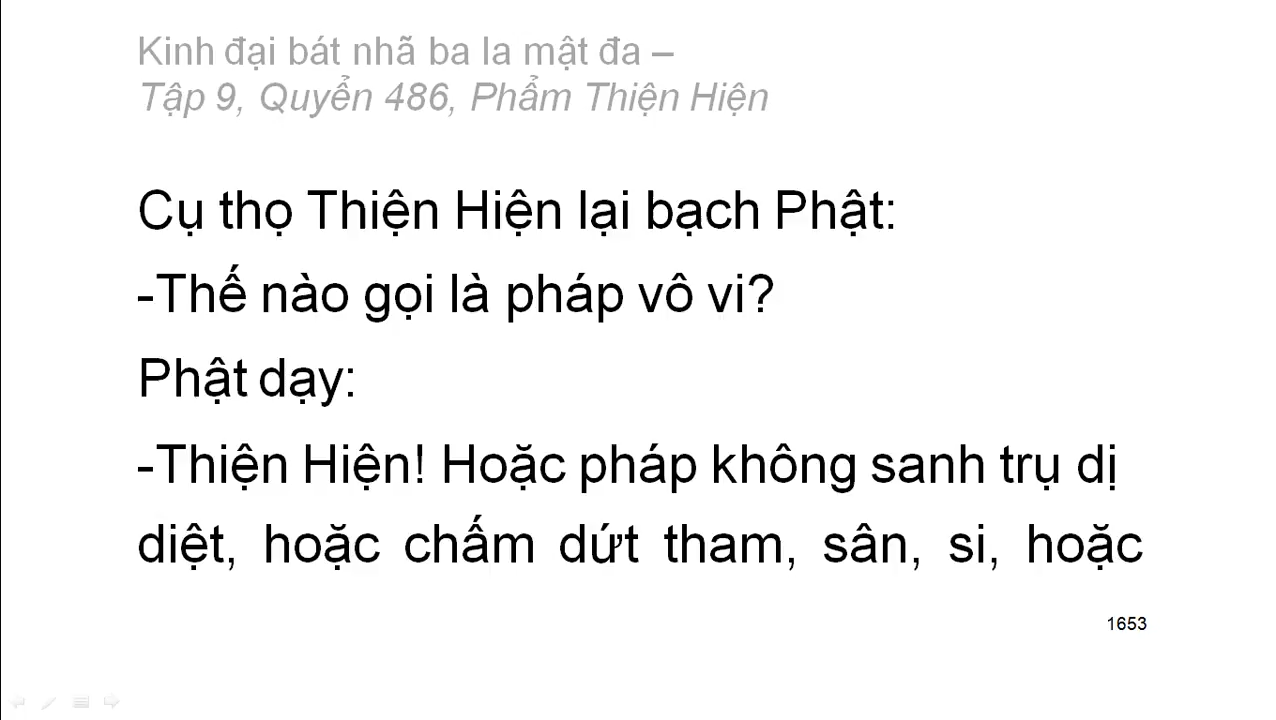 Kinh đại bát nhã ba la mật đa –
Tập 9, Quyển 486, Phẩm Thiện Hiện
Cụ thọ Thiện Hiện lại bạch Phật:
-Thế nào gọi là pháp vô vi?
Phật dạy:
-Thiện Hiện! Hoặc pháp không sanh trụ dị
diệt, hoặc chấm dứt tham, sân, si, hoặc
1653